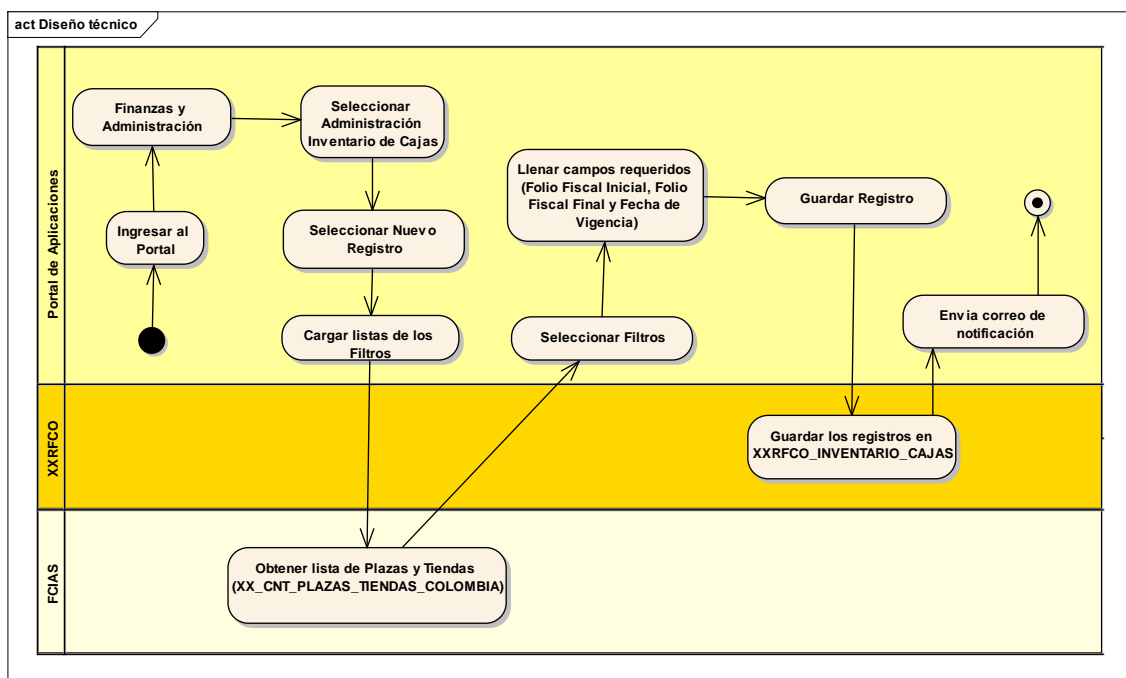 act Diseño técnico
Portal de Aplicaciones
Finanzas y
Administración
Ingresar al
Portal
Seleccionar
Administración
Inventario de Cajas
Seleccionar Nuevo
Registro
Cargar listas de los
Filtros
Llenar campos requeridos
(Folio Fiscal Inicial, Folio
Fiscal Final y Fecha de
Vigencia)
Seleccionar Filtros
Guardar Registro
Envia correo de
notificación
XXRFCO
Guardar los registros en
XXRFCO_INVENTARIO_CAJAS
FCIAS
Obtener lista de Plazas y Tiendas
(XX_CNT_PLAZAS_TIENDAS_COLOMBIA)